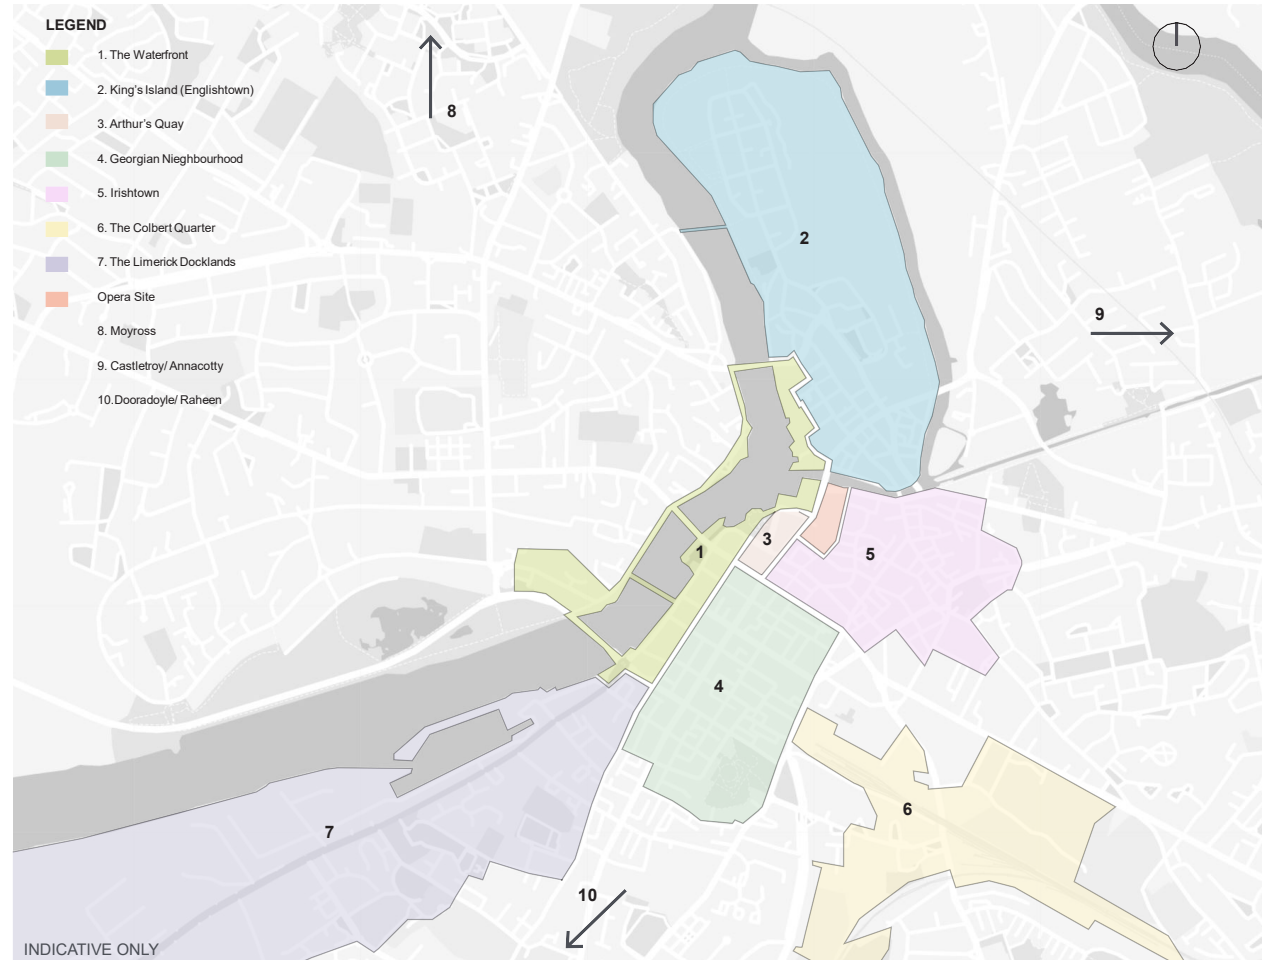 LEGEND
1. The Waterfront
2. King's Island (Englishtown)
3. Arthur's Quay
4. Georgian Nieghbourhood
5. Irishtown
6. The Colbert Quarter
7. The Limerick Docklands
Opera Site
8. Moyross
9. Castletroy/ Annacotty
10.Dooradoyle/ Raheen
8
2
9
1
3
5
4
6
7
10
INDICATIVE ONLY